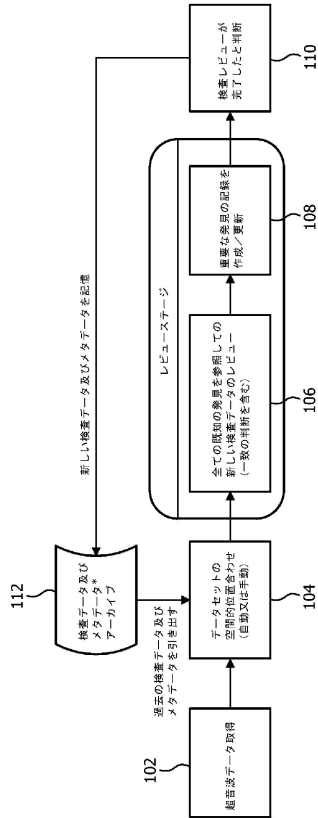 102
超音波データ取得
112
検査データ及び
メタデータ*
アーカイブ
過去の検査データ及び
メタデータを引き出す
データセットの
空間的位置合わせ
(自動又は手動)
104
新しい検査データ及びメタデータを記憶
レビューステージ
全ての既知の発見を参照しての
新しい検査データのレビュー
(一致の判断を含む)
106
重要な発見の記録を
作成/更新
108
検査レビューが
完了したと判断
110